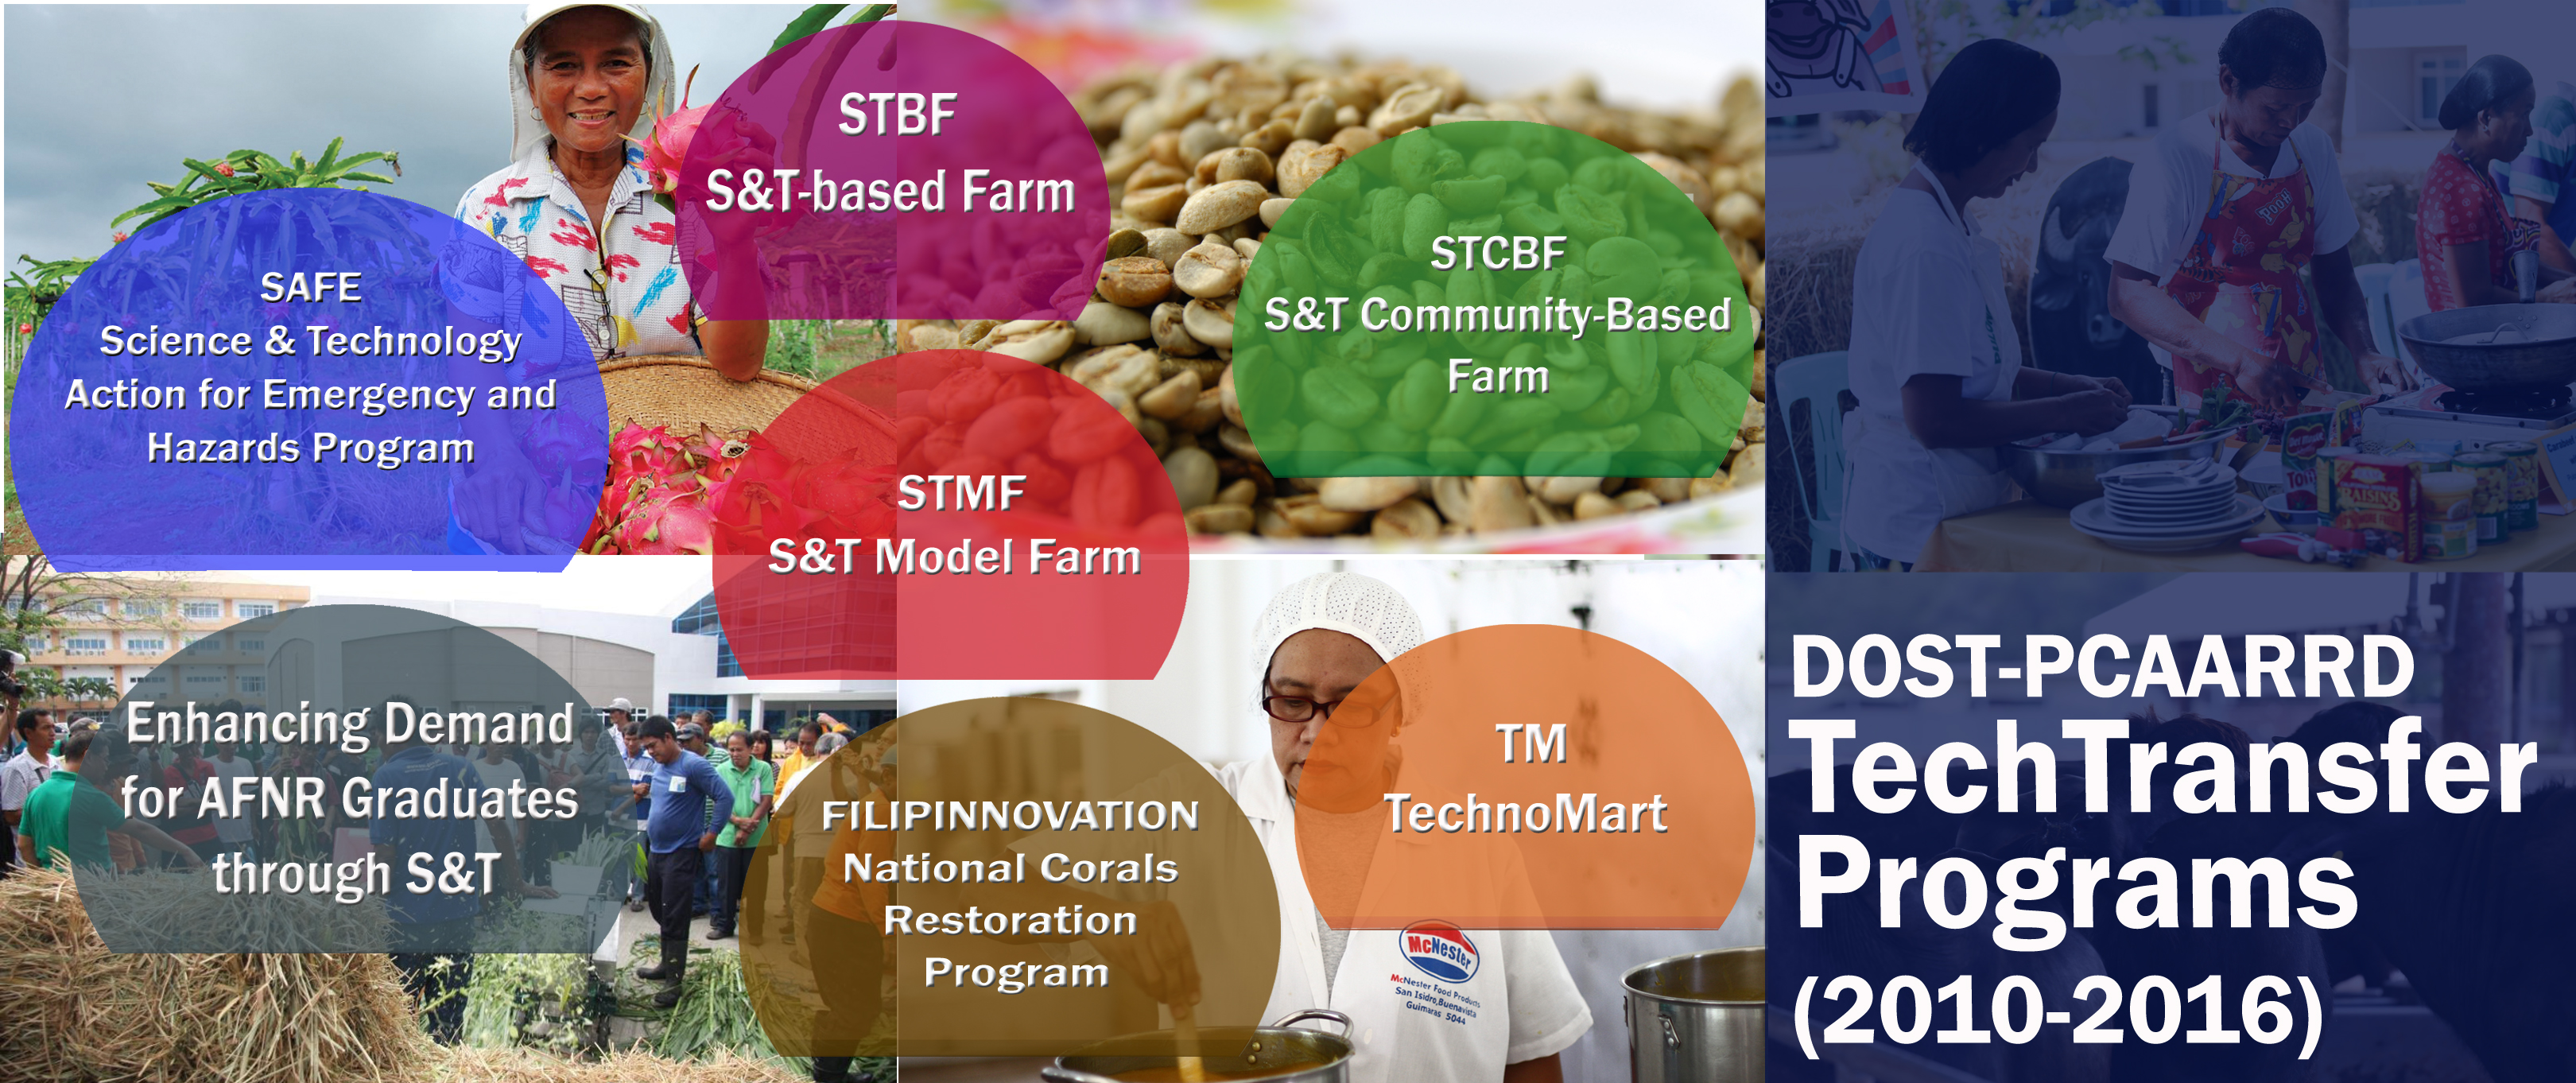 STBF
S&T-based Farm
SAFE
Science & Technology
Action for Emergency and
Hazards Program
STCBF
S&T Community-Based
Farm
STMF
S&T Model Farm
Enhancing Demand
for AFNR Graduates
through S&T
FILIPINNOVATION
National Corals
Restoration
Program
TM
TechnoMart
McNester
McNester Food Products
San Isidro, Buenavista
Guimaras 5044
POOH
RAISINS
DOST-PCAARRD
TechTransfer
Programs
(2010-2016)